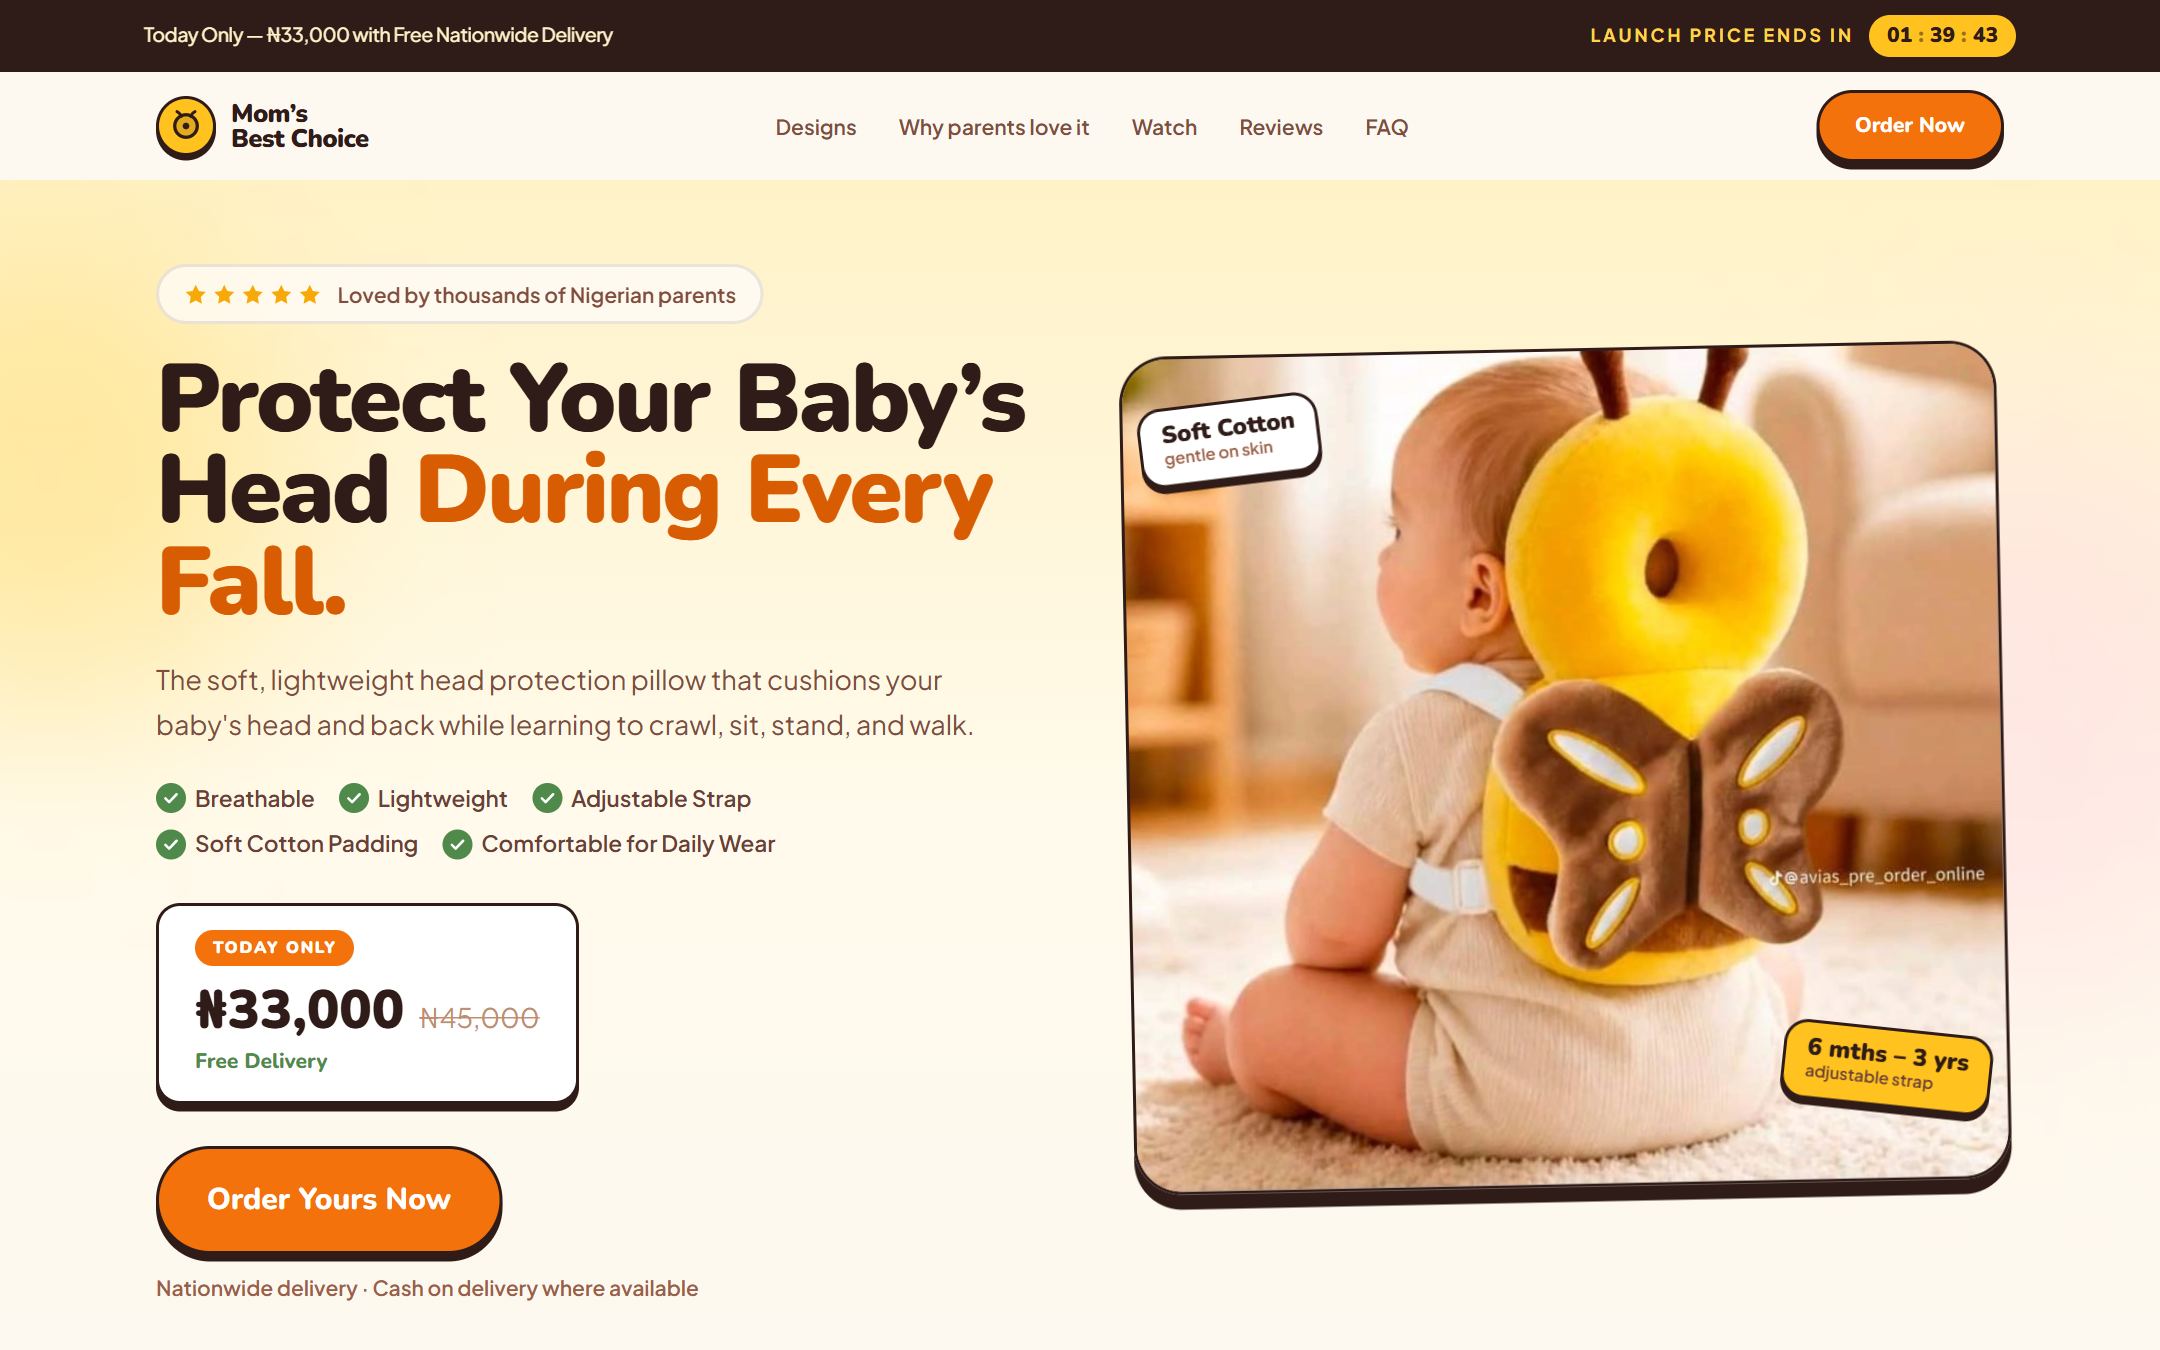 Today Only — ₦33,000 with Free Nationwide Delivery
LAUNCH PRICE ENDS IN 01 : 39 : 43
Mom’s
Best Choice
Designs Why parents love it Watch Reviews FAQ
Order Now
Loved by thousands of Nigerian parents
Protect Your Baby’s
Head During Every
Fall.
The soft, lightweight head protection pillow that cushions your
baby's head and back while learning to crawl, sit, stand, and walk.
Breathable Lightweight Adjustable Strap
Soft Cotton Padding Comfortable for Daily Wear
TODAY ONLY
₦33,000 ₦45,000
Free Delivery
Order Yours Now
Nationwide delivery · Cash on delivery where available
Soft Cotton
gentle on skin
@avias_pre_order_online
6 mths – 3 yrs
adjustable strap